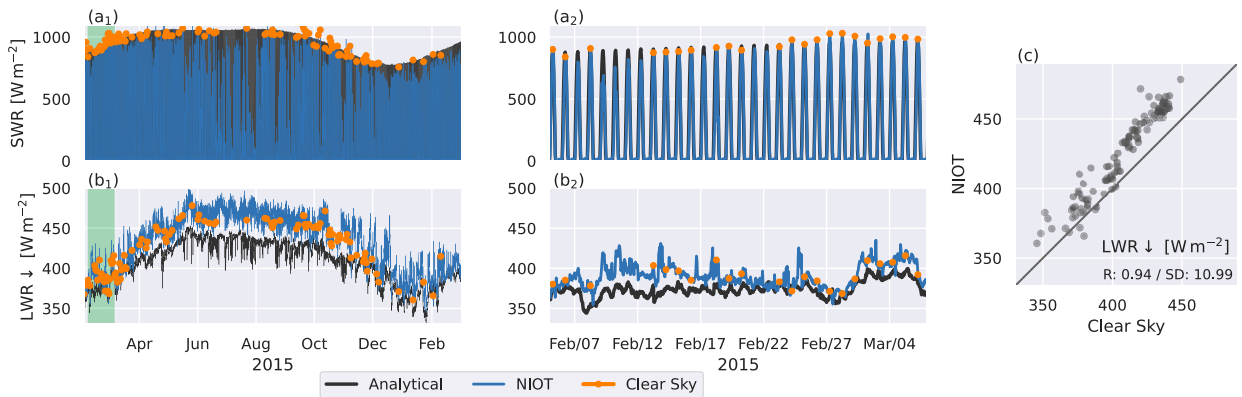 (a₁)
SWR [W m⁻²]
1000
500
0
(a₂)
1000
500
0
(b₁)
LWR ↓ [W m⁻²]
500
450
400
350
Apr
Jun
Aug
Oct
Dec
Feb
2015
(b₂)
500
450
400
350
Feb/07
Feb/12
Feb/17
Feb/22
Feb/27
Mar/04
2015
(c)
NIOT
450
400
350
LWR ↓ [W m⁻²]
R: 0.94 / SD: 10.99
350
400
450
Clear Sky
Analytical
NIOT
Clear Sky